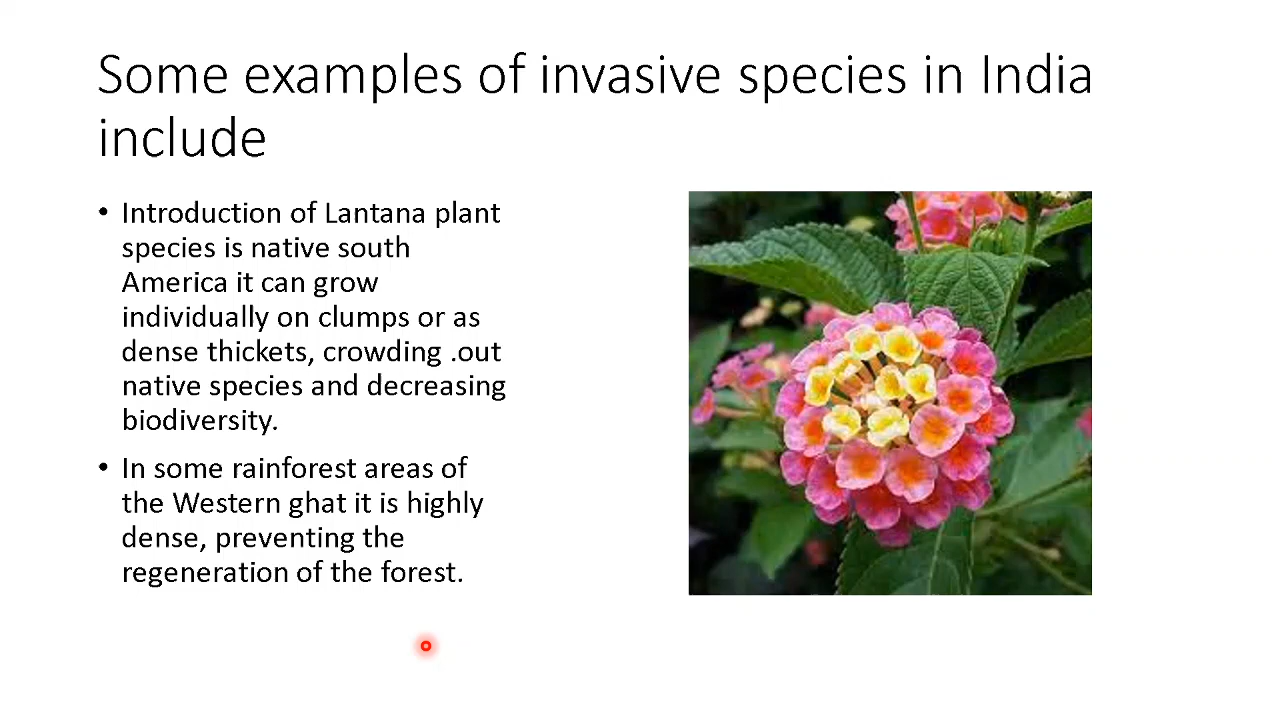 Some examples of invasive species in India
include
• Introduction of Lantana plant
species is native south
America it can grow
individually on clumps or as
dense thickets, crowding .out
native species and decreasing
biodiversity.
• In some rainforest areas of
the Western ghat it is highly
dense, preventing the
regeneration of the forest.